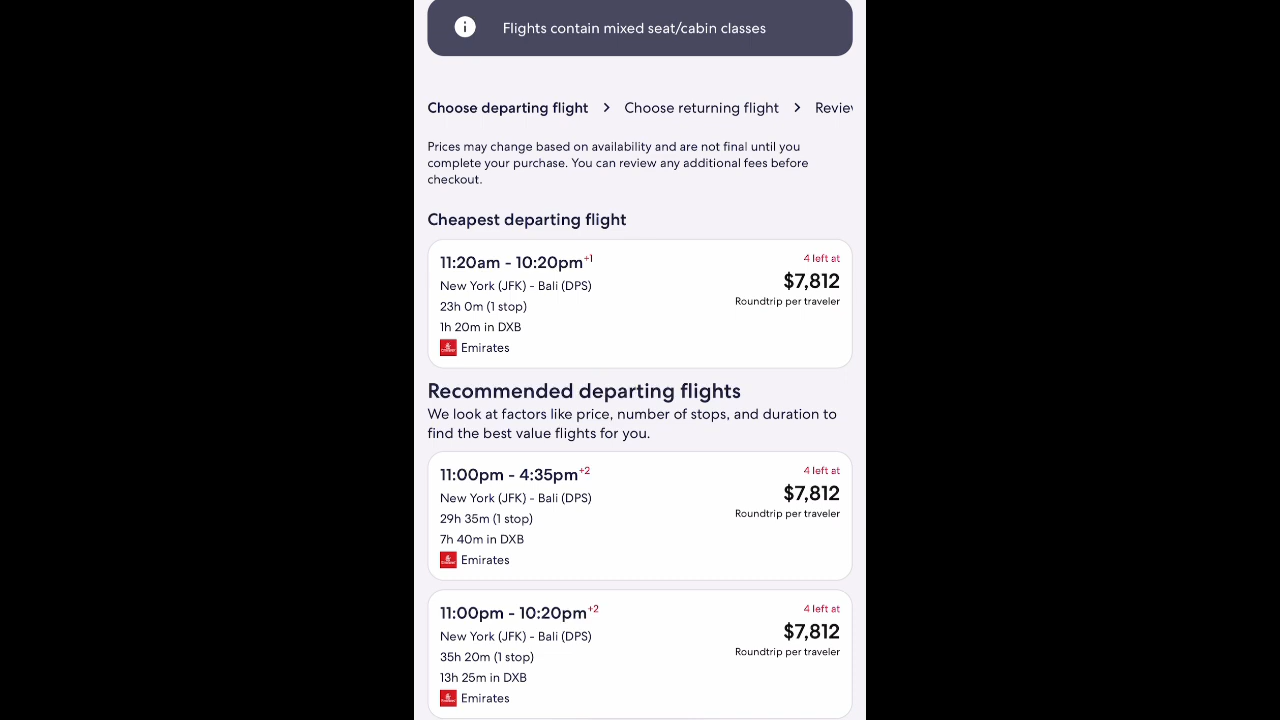 Flights contain mixed seat/cabin classes
Choose departing flight > Choose returning flight > Review
Prices may change based on availability and are not final until you
complete your purchase. You can review any additional fees before
checkout.
Cheapest departing flight
11:20am - 10:20pm+1
4 left at
$7,812
New York (JFK) - Bali (DPS)
Roundtrip per traveler
23h 0m (1 stop)
1h 20m in DXB
Emirates
Recommended departing flights
We look at factors like price, number of stops, and duration to
find the best value flights for you.
11:00pm - 4:35pm+2
4 left at
$7,812
New York (JFK) - Bali (DPS)
Roundtrip per traveler
29h 35m (1 stop)
7h 40m in DXB
Emirates
11:00pm - 10:20pm+2
4 left at
$7,812
New York (JFK) - Bali (DPS)
Roundtrip per traveler
35h 20m (1 stop)
13h 25m in DXB
Emirates